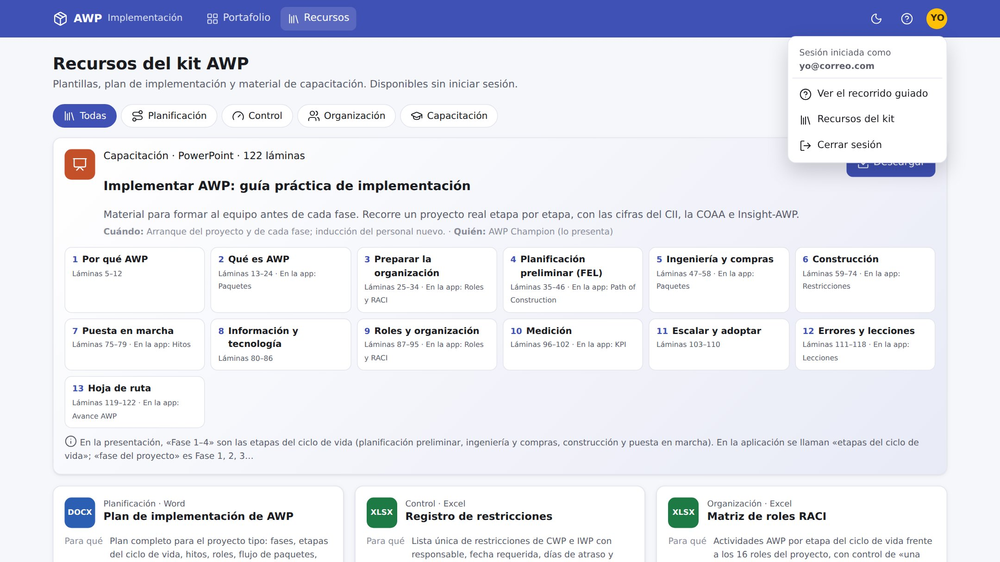 AWP Implementación Portafolio Recursos YO
Sesión iniciada como
yo@correo.com
Ver el recorrido guiado
Recursos del kit
Cerrar sesión
Recursos del kit AWP
Plantillas, plan de implementación y material de capacitación. Disponibles sin iniciar sesión.
Todas Planificación Control Organización Capacitación
Capacitación · PowerPoint · 122 láminas
Descargar
Implementar AWP: guía práctica de implementación
Material para formar al equipo antes de cada fase. Recorre un proyecto real etapa por etapa, con las cifras del CII, la COAA e Insight-AWP.
Cuándo: Arranque del proyecto y de cada fase; inducción del personal nuevo. · Quién: AWP Champion (lo presenta)
1 Por qué AWP
Láminas 5–12
2 Qué es AWP
Láminas 13–24 · En la app:
Paquetes
3 Preparar la
organización
Láminas 25–34 · En la app: Roles
y RACI
4 Planificación
preliminar (FEL)
Láminas 35–46 · En la app: Path of
Construction
5 Ingeniería y compras
Láminas 47–58 · En la app:
Paquetes
6 Construcción
Láminas 59–74 · En la app:
Restricciones
7 Puesta en marcha
Láminas 75–79 · En la app: Hitos
8 Información y
tecnología
Láminas 80–86
9 Roles y organización
Láminas 87–95 · En la app: Roles
y RACI
10 Medición
Láminas 96–102 · En la app: KPI
11 Escalar y adoptar
Láminas 103–110
12 Errores y lecciones
Láminas 111–118 · En la app:
Lecciones
13 Hoja de ruta
Láminas 119–122 · En la app:
Avance AWP
En la presentación, «Fase 1–4» son las etapas del ciclo de vida (planificación preliminar, ingeniería y compras, construcción y puesta en marcha). En la aplicación se llaman «etapas del ciclo de
vida»; «fase del proyecto» es Fase 1, 2, 3…
DOCX
Planificación · Word
Plan de implementación de AWP
Para qué Plan completo para el proyecto tipo: fases, etapas
del ciclo de vida, hitos, roles, flujo de paquetes,
XLSX
Control · Excel
Registro de restricciones
Para qué Lista única de restricciones de CWP e IWP con
responsable, fecha requerida, días de atraso y
XLSX
Organización · Excel
Matriz de roles RACI
Para qué Actividades AWP por etapa del ciclo de vida frente
a los 16 roles del proyecto, con control de «una